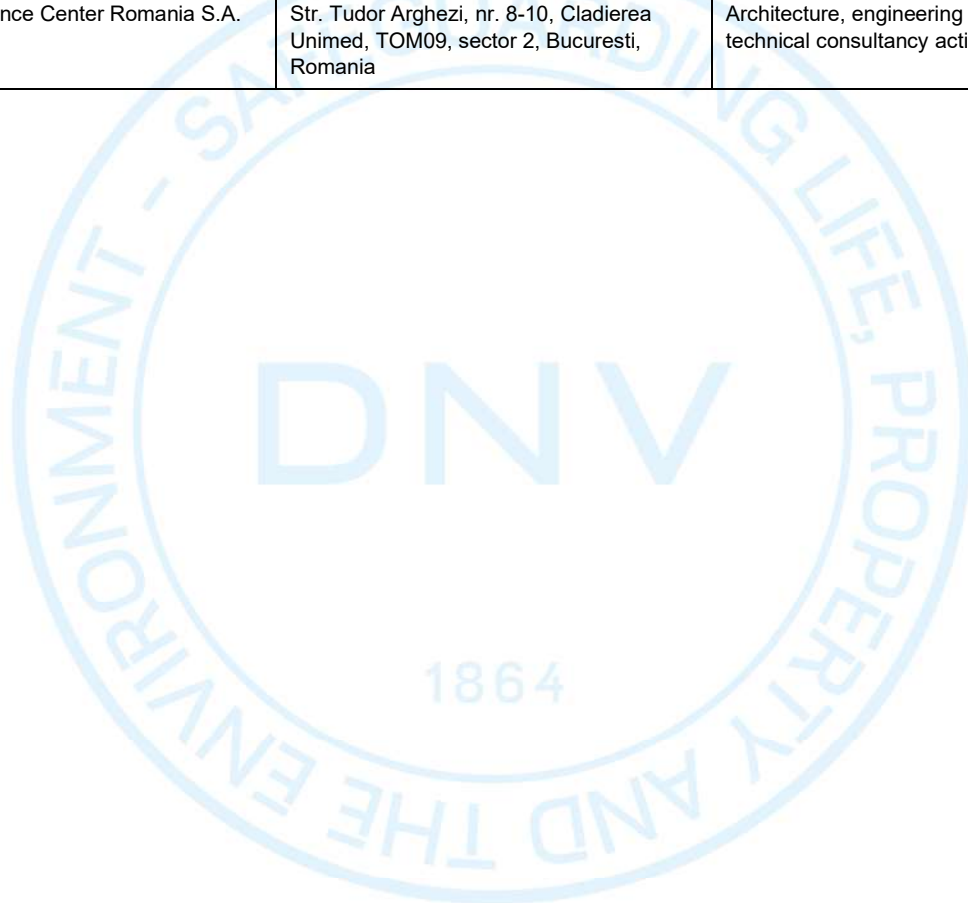 nce Center Romania S.A.
Str. Tudor Arghezi, nr. 8-10, Cladierea
Unimed, TOM09, sector 2, Bucuresti,
Romania
Architecture, engineering
technical consultancy acti
SAFEGUARDING LIFE, PROPERTY AND THE ENVIRONMENT -
DNV
1864